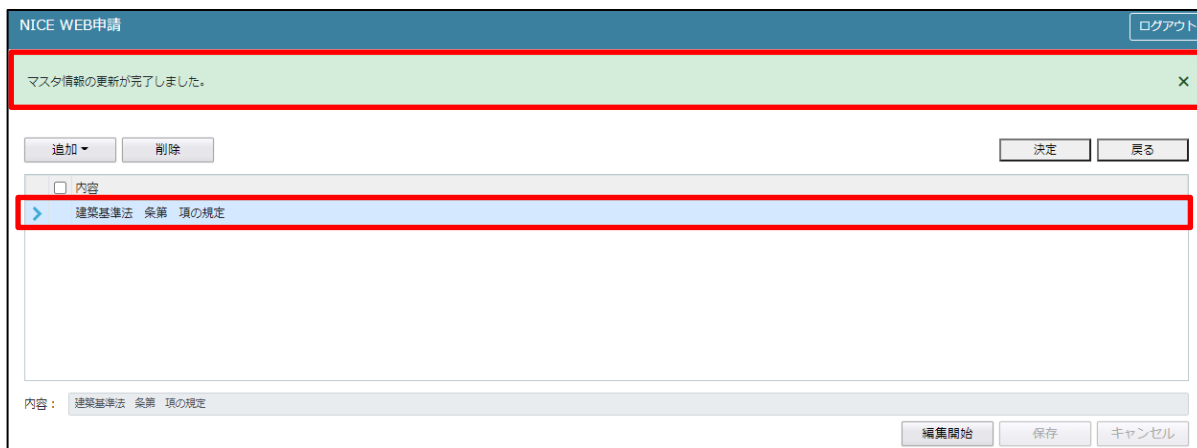 NICE WEB申請 ログアウト
マスタ情報の更新が完了しました。 ×
追加 削除 決定 戻る
内容
建築基準法　条第　項の規定
内容： 建築基準法　条第　項の規定
編集開始 保存 キャンセル